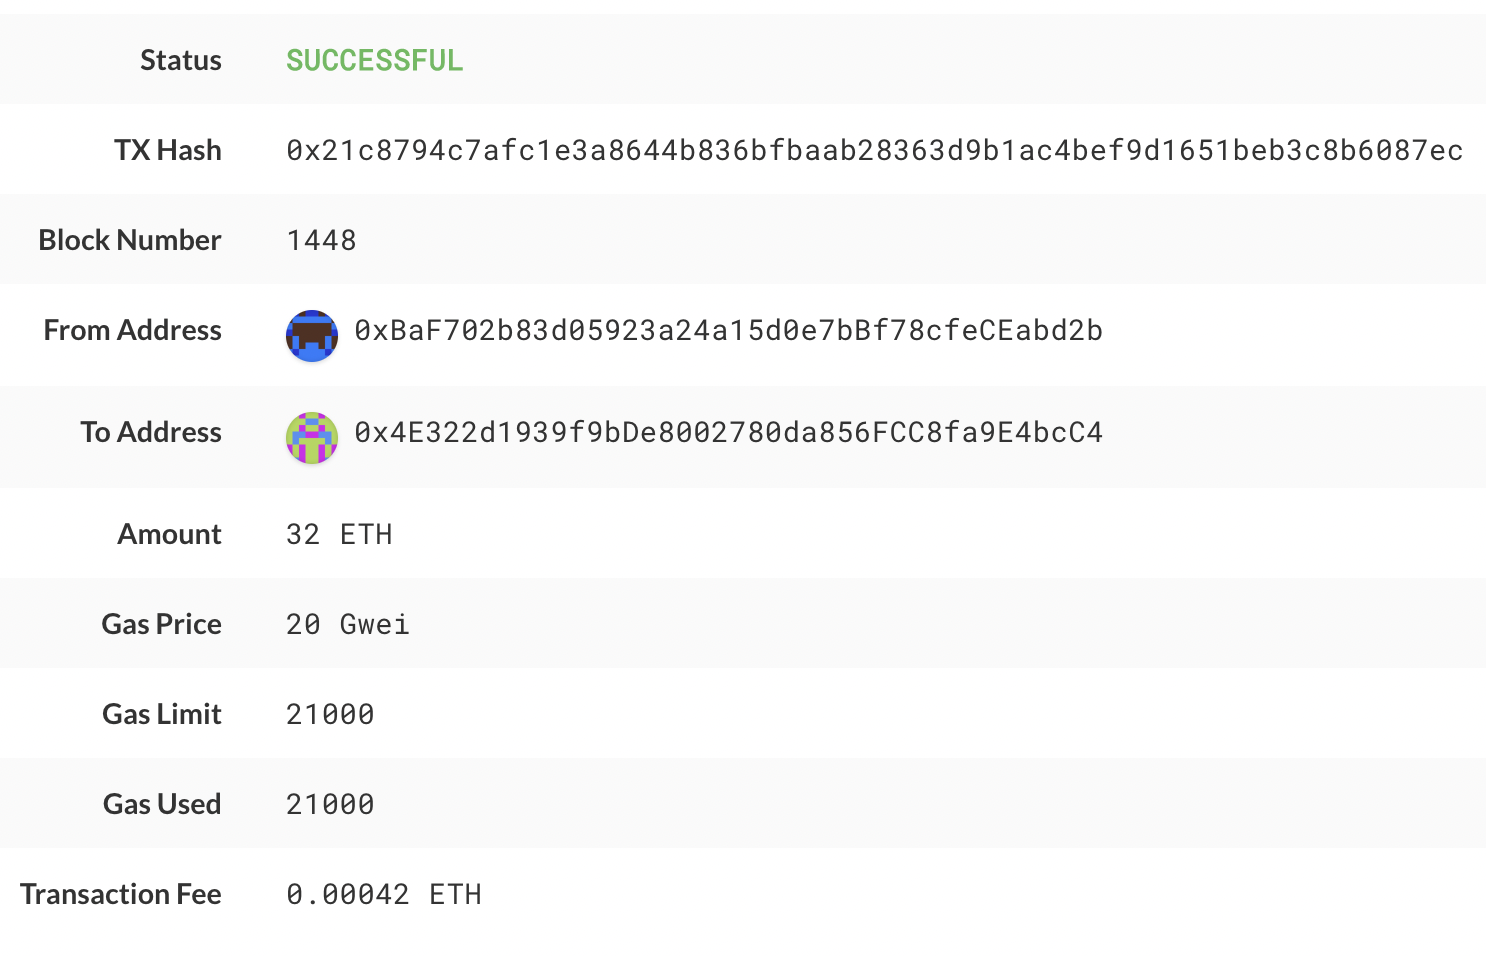 Status SUCCESSFUL
TX Hash 0x21c8794c7afc1e3a8644b836bfbaab28363d9b1ac4bef9d1651beb3c8b6087ec
Block Number 1448
From Address 0xBaF702b83d05923a24a15d0e7bBf78cfeCEabd2b
To Address 0x4E322d1939f9bDe8002780da856FCC8fa9E4bcC4
Amount 32 ETH
Gas Price 20 Gwei
Gas Limit 21000
Gas Used 21000
Transaction Fee 0.00042 ETH